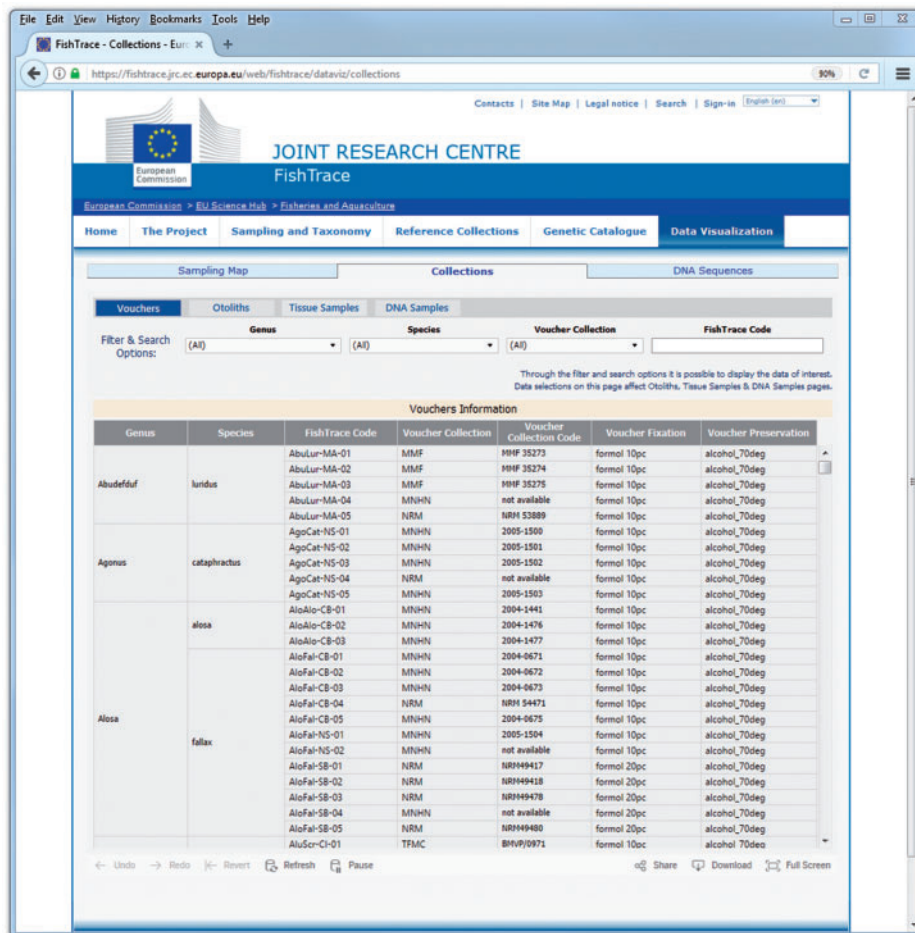 File Edit View History Bookmarks Tools Help
FishTrace - Collections - Eur × +
https://fishtrace.jrc.ec.europa.eu/web/fishtrace/dataviz/collections 90%
Contacts | Site Map | Legal notice | Search | Sign-in English (en)
JOINT RESEARCH CENTRE
European
Commission
FishTrace
European Commission > EU Science Hub > Fisheries and Aquaculture
Home The Project Sampling and Taxonomy Reference Collections Genetic Catalogue Data Visualization
Sampling Map Collections DNA Sequences
Vouchers Otoliths Tissue Samples DNA Samples
Genus Species Voucher Collection FishTrace Code
Filter & Search
Options:
(All) (All) (All)
Through the filter and search options it is possible to display the data of interest.
Data selections on this page affect Otoliths, Tissue Samples & DNA Samples pages.
Vouchers Information
Genus Species FishTrace Code Voucher Collection Voucher Collection Code Voucher Fixation Voucher Preservation
AbuLur-MA-01 MMF MMF 35273 formol 10pc alcohol_70deg
AbuLur-MA-02 MMF MMF 35274 formol 10pc alcohol_70deg
Abudefduf luridus AbuLur-MA-03 MMF MMF 35275 formol 10pc alcohol_70deg
AbuLur-MA-04 MNHN not available formol 10pc alcohol_70deg
AbuLur-MA-05 NRM NRM 53889 formol 10pc alcohol_70deg
AgoCat-NS-01 MNHN 2005-1500 formol 10pc alcohol_70deg
AgoCat-NS-02 MNHN 2005-1501 formol 10pc alcohol_70deg
Agonus cataphractus AgoCat-NS-03 MNHN 2005-1502 formol 10pc alcohol_70deg
AgoCat-NS-04 NRM not available formol 10pc alcohol_70deg
AgoCat-NS-05 MNHN 2005-1503 formol 10pc alcohol_70deg
AloAlo-CB-01 MNHN 2004-1441 formol 10pc alcohol_70deg
alosa AloAlo-CB-02 MNHN 2004-1476 formol 10pc alcohol_70deg
AloAlo-CB-03 MNHN 2004-1477 formol 10pc alcohol_70deg
AloFal-CB-01 MNHN 2004-0671 formol 10pc alcohol_70deg
AloFal-CB-02 MNHN 2004-0672 formol 10pc alcohol_70deg
AloFal-CB-03 MNHN 2004-0673 formol 10pc alcohol_70deg
AloFal-CB-04 NRM NRM 54471 formol 10pc alcohol_70deg
Alosa AloFal-CB-05 MNHN 2004-0675 formol 10pc alcohol_70deg
AloFal-NS-01 MNHN 2005-1504 formol 10pc alcohol_70deg
fallax AloFal-NS-02 MNHN not available formol 10pc alcohol_70deg
AloFal-SB-01 NRM NRM49417 formol 20pc alcohol_70deg
AloFal-SB-02 NRM NRM49418 formol 20pc alcohol_70deg
AloFal-SB-03 NRM NRM49478 formol 20pc alcohol_70deg
AloFal-SB-04 MNHN not available formol 20pc alcohol_70deg
AloFal-SB-05 NRM NRM49480 formol 20pc alcohol_70deg
AluScr-CI-01 TFMC BMVP/0971 formol 10pc alcohol_70deg
Undo Redo Revert Refresh Pause Share Download Full Screen